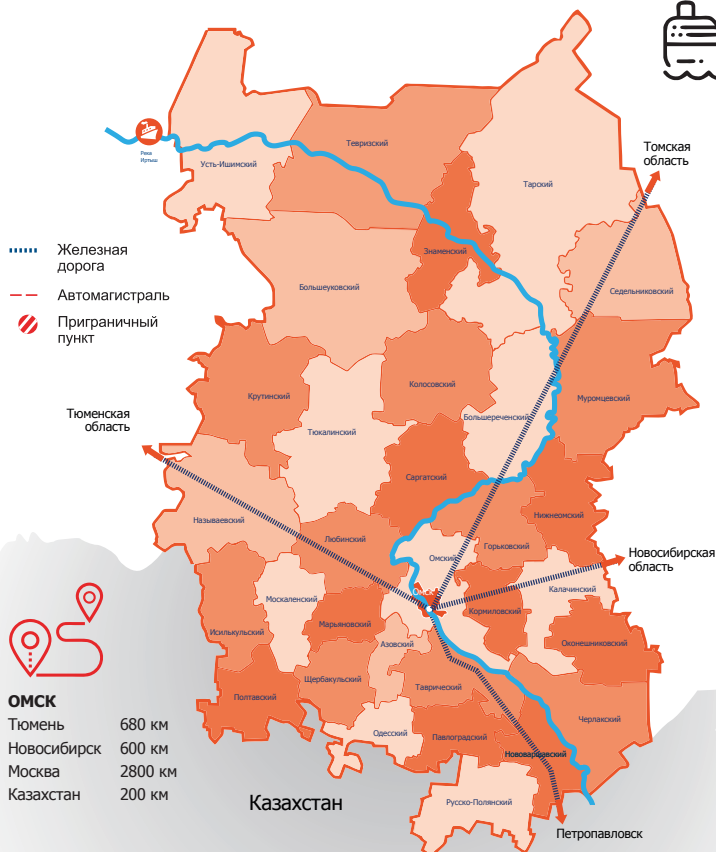 Томская
область
Тевризский
Река
Иртыш
Усть-Ишимский
Тарский
Знаменский
Железная
дорога
Большеуковский
Седельниковский
Автомагистраль
Приграничный
пункт
Колосовский
Крутинский
Муромцевский
Тюменская
область
Большереченский
Тюкалинский
Саргатский
Называевский
Нижнеомский
Любинский
Горьковский
Омский
Новосибирская
область
Калачинский
ОМСК
Москаленский
Кормиловский
Марьяновский
Исилькульский
Азовский
Оконешниковский
Щербакульский
Таврический
Полтавский
ОМСК
Тюмень 680 км
Новосибирск 600 км
Москва 2800 км
Казахстан 200 км
Черлакский
Одесский
Павлоградский
Нововаршавский
Казахстан
Русско-Полянский
Петропавловск